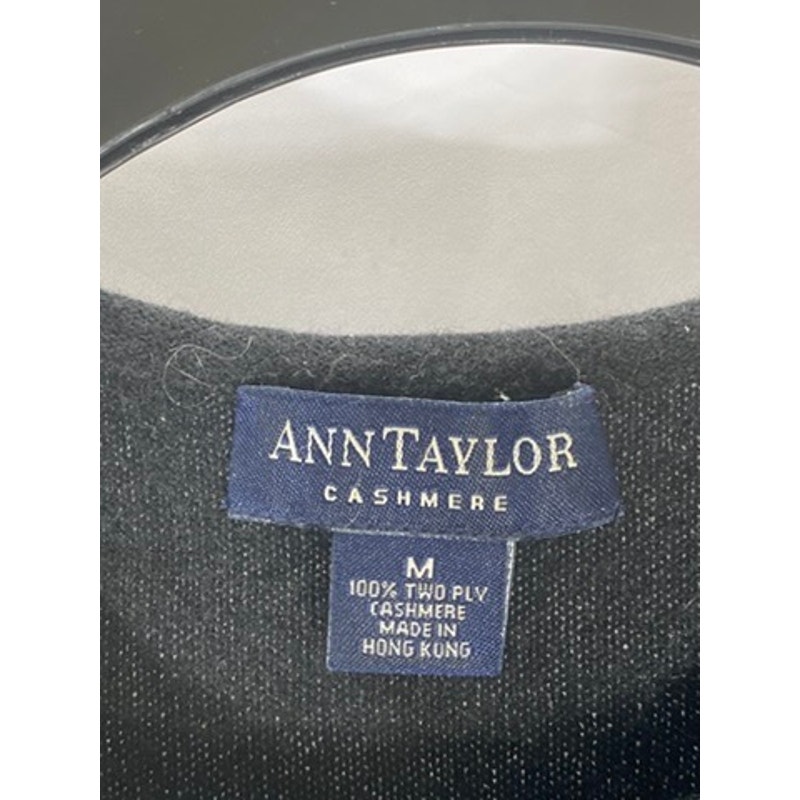 ANN TAYLOR
CASHMERE
M
100% TWO PLY
CASHMERE
MADE IN
HONG KONG